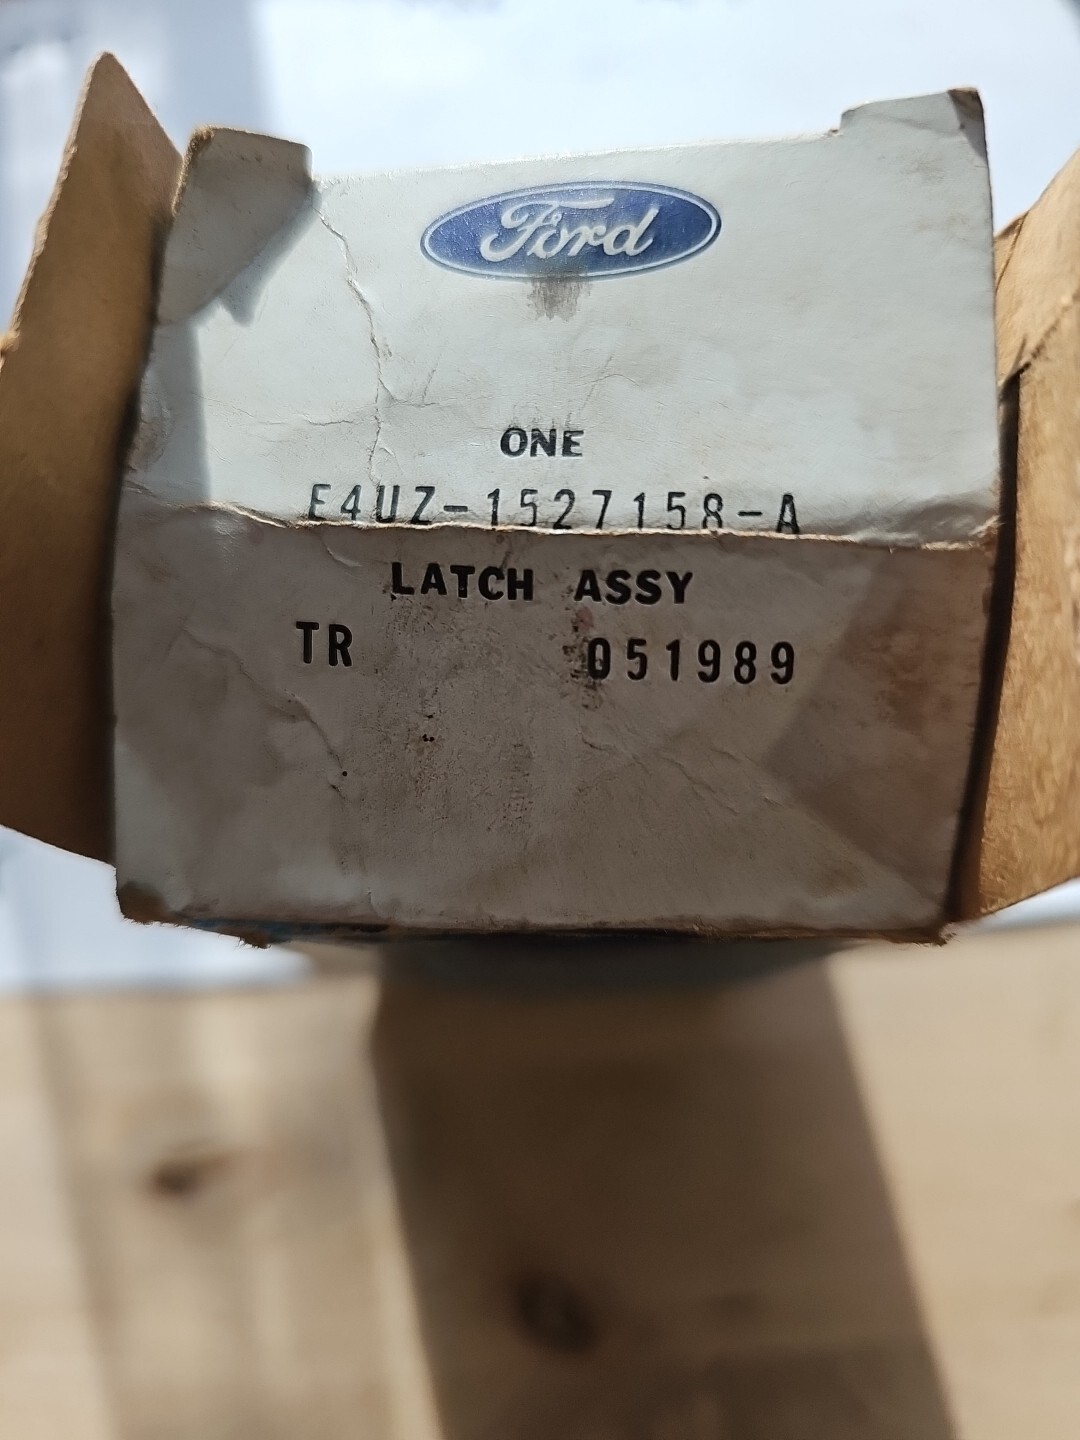 Ford
ONE
E4UZ-1527158-A
LATCH ASSY
TR 051989